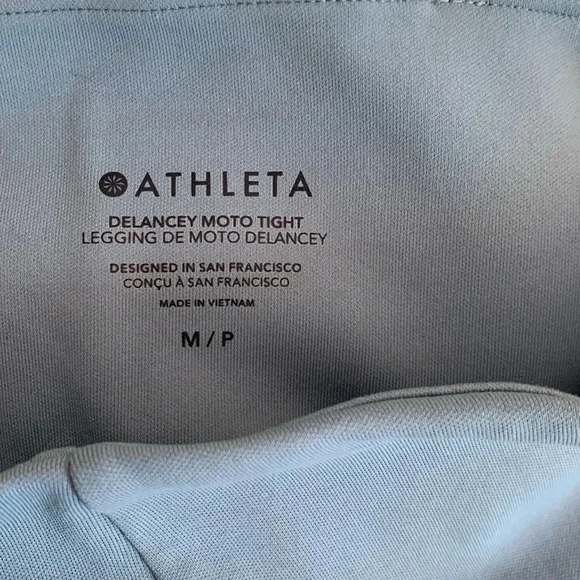 ATHLETA
DELANCEY MOTO TIGHT
LEGGING DE MOTO DELANCEY
DESIGNED IN SAN FRANCISCO
CONÇU À SAN FRANCISCO
MADE IN VIETNAM
M / P